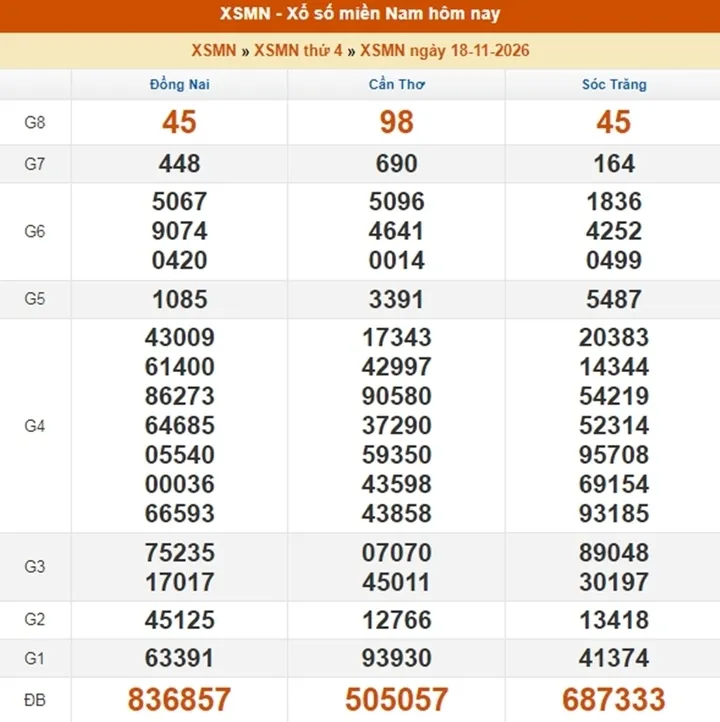 XSMN - Xổ số miền Nam hôm nay
XSMN » XSMN thứ 4 » XSMN ngày 18-11-2026
Đồng Nai Cần Thơ Sóc Trăng
G8 45 98 45
G7 448 690 164
5067 5096 1836
G6 9074 4641 4252
0420 0014 0499
G5 1085 3391 5487
43009 17343 20383
61400 42997 14344
86273 90580 54219
G4 64685 37290 52314
05540 59350 95708
00036 43598 69154
66593 43858 93185
G3 75235 07070 89048
17017 45011 30197
G2 45125 12766 13418
G1 63391 93930 41374
ĐB 836857 505057 687333